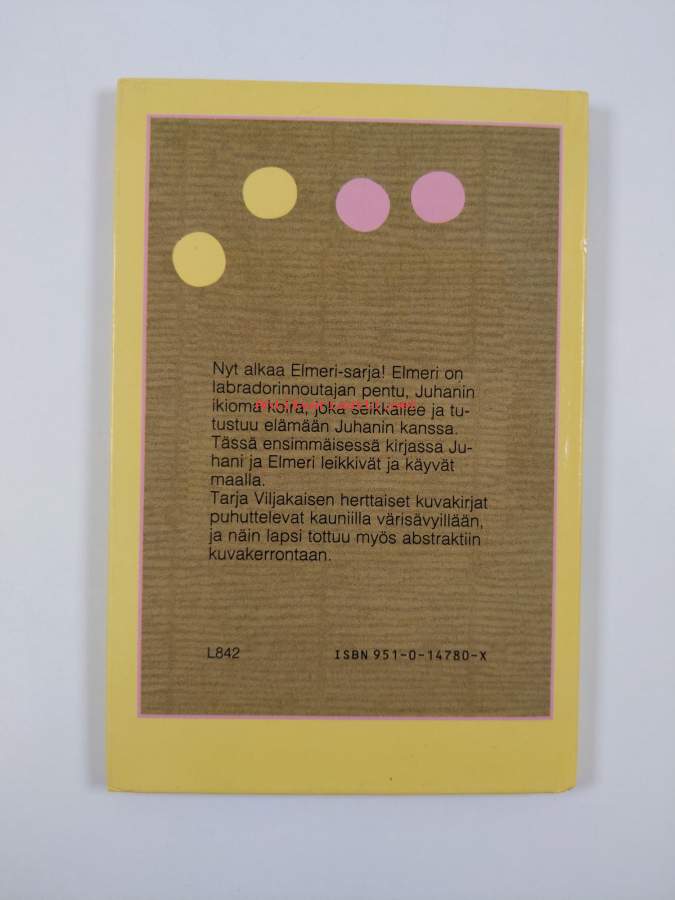 Nyt alkaa Elmeri-sarja! Elmeri on
labradorinnoutajan pentu, Juhanin
ikioma koira, joka seikkailee ja tu-
tustuu elämään Juhanin kanssa.
Tässä ensimmäisessä kirjassa Ju-
hani ja Elmeri leikkivät ja käyvät
maalla.
Tarja Viljakaisen herttaiset kuvakirjat
puhuttelevat kauniilla värisävyillään,
ja näin lapsi tottuu myös abstraktiin
kuvakerrontaan.
L842 ISBN 951-0-14780-X